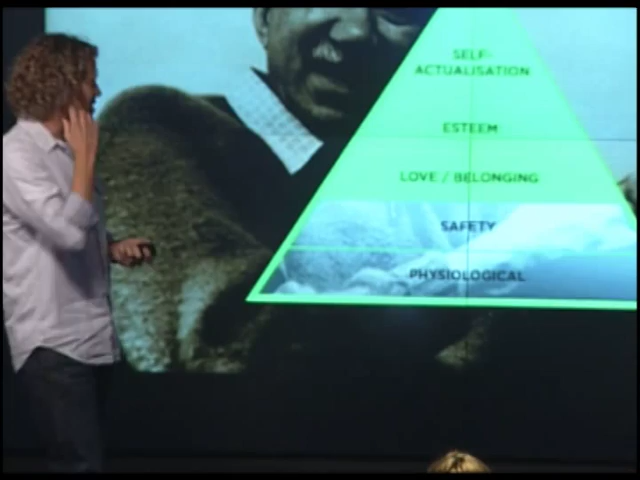 SELF-
ACTUALISATION
ESTEEM
LOVE / BELONGING
SAFETY
PHYSIOLOGICAL